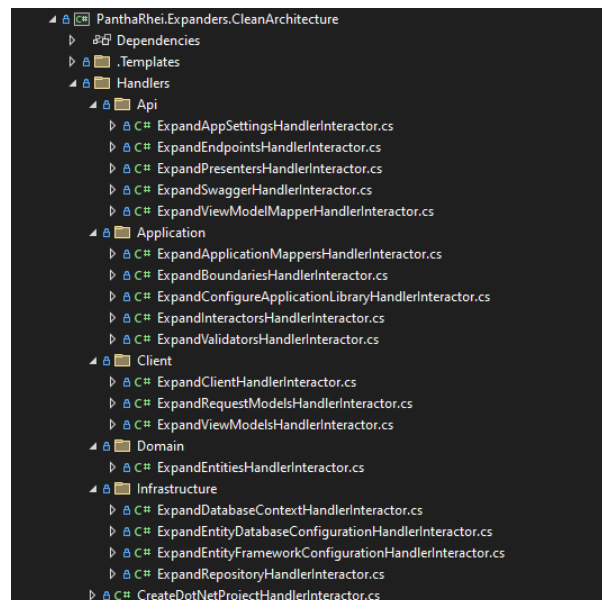 C# PanthaRhei.Expanders.CleanArchitecture
Dependencies
.Templates
Handlers
Api
C# ExpandAppSettingsHandlerInteractor.cs
C# ExpandEndpointsHandlerInteractor.cs
C# ExpandPresentersHandlerInteractor.cs
C# ExpandSwaggerHandlerInteractor.cs
C# ExpandViewModelMapperHandlerInteractor.cs
Application
C# ExpandApplicationMappersHandlerInteractor.cs
C# ExpandBoundariesHandlerInteractor.cs
C# ExpandConfigureApplicationLibraryHandlerInteractor.cs
C# ExpandInteractorsHandlerInteractor.cs
C# ExpandValidatorsHandlerInteractor.cs
Client
C# ExpandClientHandlerInteractor.cs
C# ExpandRequestModelsHandlerInteractor.cs
C# ExpandViewModelsHandlerInteractor.cs
Domain
C# ExpandEntitiesHandlerInteractor.cs
Infrastructure
C# ExpandDatabaseContextHandlerInteractor.cs
C# ExpandEntityDatabaseConfigurationHandlerInteractor.cs
C# ExpandEntityFrameworkConfigurationHandlerInteractor.cs
C# ExpandRepositoryHandlerInteractor.cs
C# CreateDotNetProjectHandlerInteractor.cs